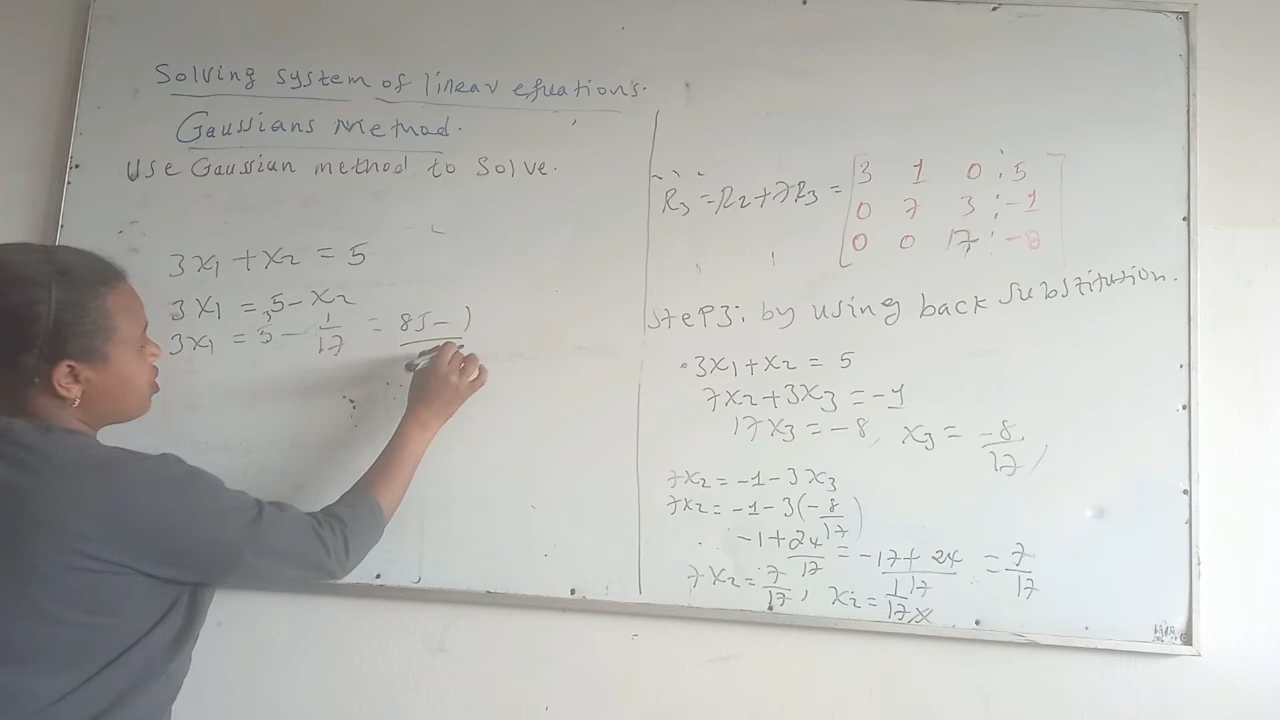 Solving system of linear equations.
Gaussians Method.
Use Gaussian method to solve.
3x₁ + x₂ = 5
3x₁ = 5 - x₂
3x₁ = 5 - 1/17 = 85 - 1
R₃ = R₂ + 7R₃ = [3 1 0 : 5
0 7 3 : -1
0 0 17 : -8]
Step3: by using back substitution.
3x₁ + x₂ = 5
7x₂ + 3x₃ = -1
17x₃ = -8, x₃ = -8/17,
7x₂ = -1 - 3x₃
7x₂ = -1 - 3(-8/17)
-1 + 24/17 = -17 + 24/17 = 7/17
7x₂ = 7/17, x₂ = 1/17